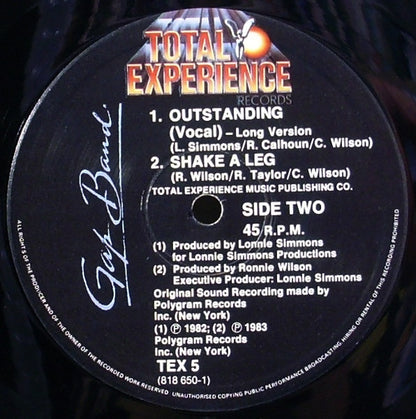 TOTAL
EXPERIENCE
RECORDS
Gap Band
1. OUTSTANDING
(Vocal) – Long Version
(L. Simmons/R. Calhoun/C. Wilson)
2. SHAKE A LEG
(R. Wilson/R. Taylor/C. Wilson)
TOTAL EXPERIENCE MUSIC PUBLISHING CO.
SIDE TWO
45 R.P.M.
(1) Produced by Lonnie Simmons
for Lonnie Simmons Productions
(2) Produced by Ronnie Wilson
Executive Producer: Lonnie Simmons
Original Sound Recording made by
Polygram Records
Inc. (New York)
(1) ℗ 1982; (2) ℗ 1983
Polygram Records
Inc. (New York)
TEX 5
(818 650-1)
ALL RIGHTS OF THE PRODUCER AND OF THE OWNER OF THE RECORDED WORK RESERVED UNAUTHORISED COPYING PUBLIC PERFORMANCE BROADCASTING HIRING OR RENTAL OF THIS RECORDING PROHIBITED